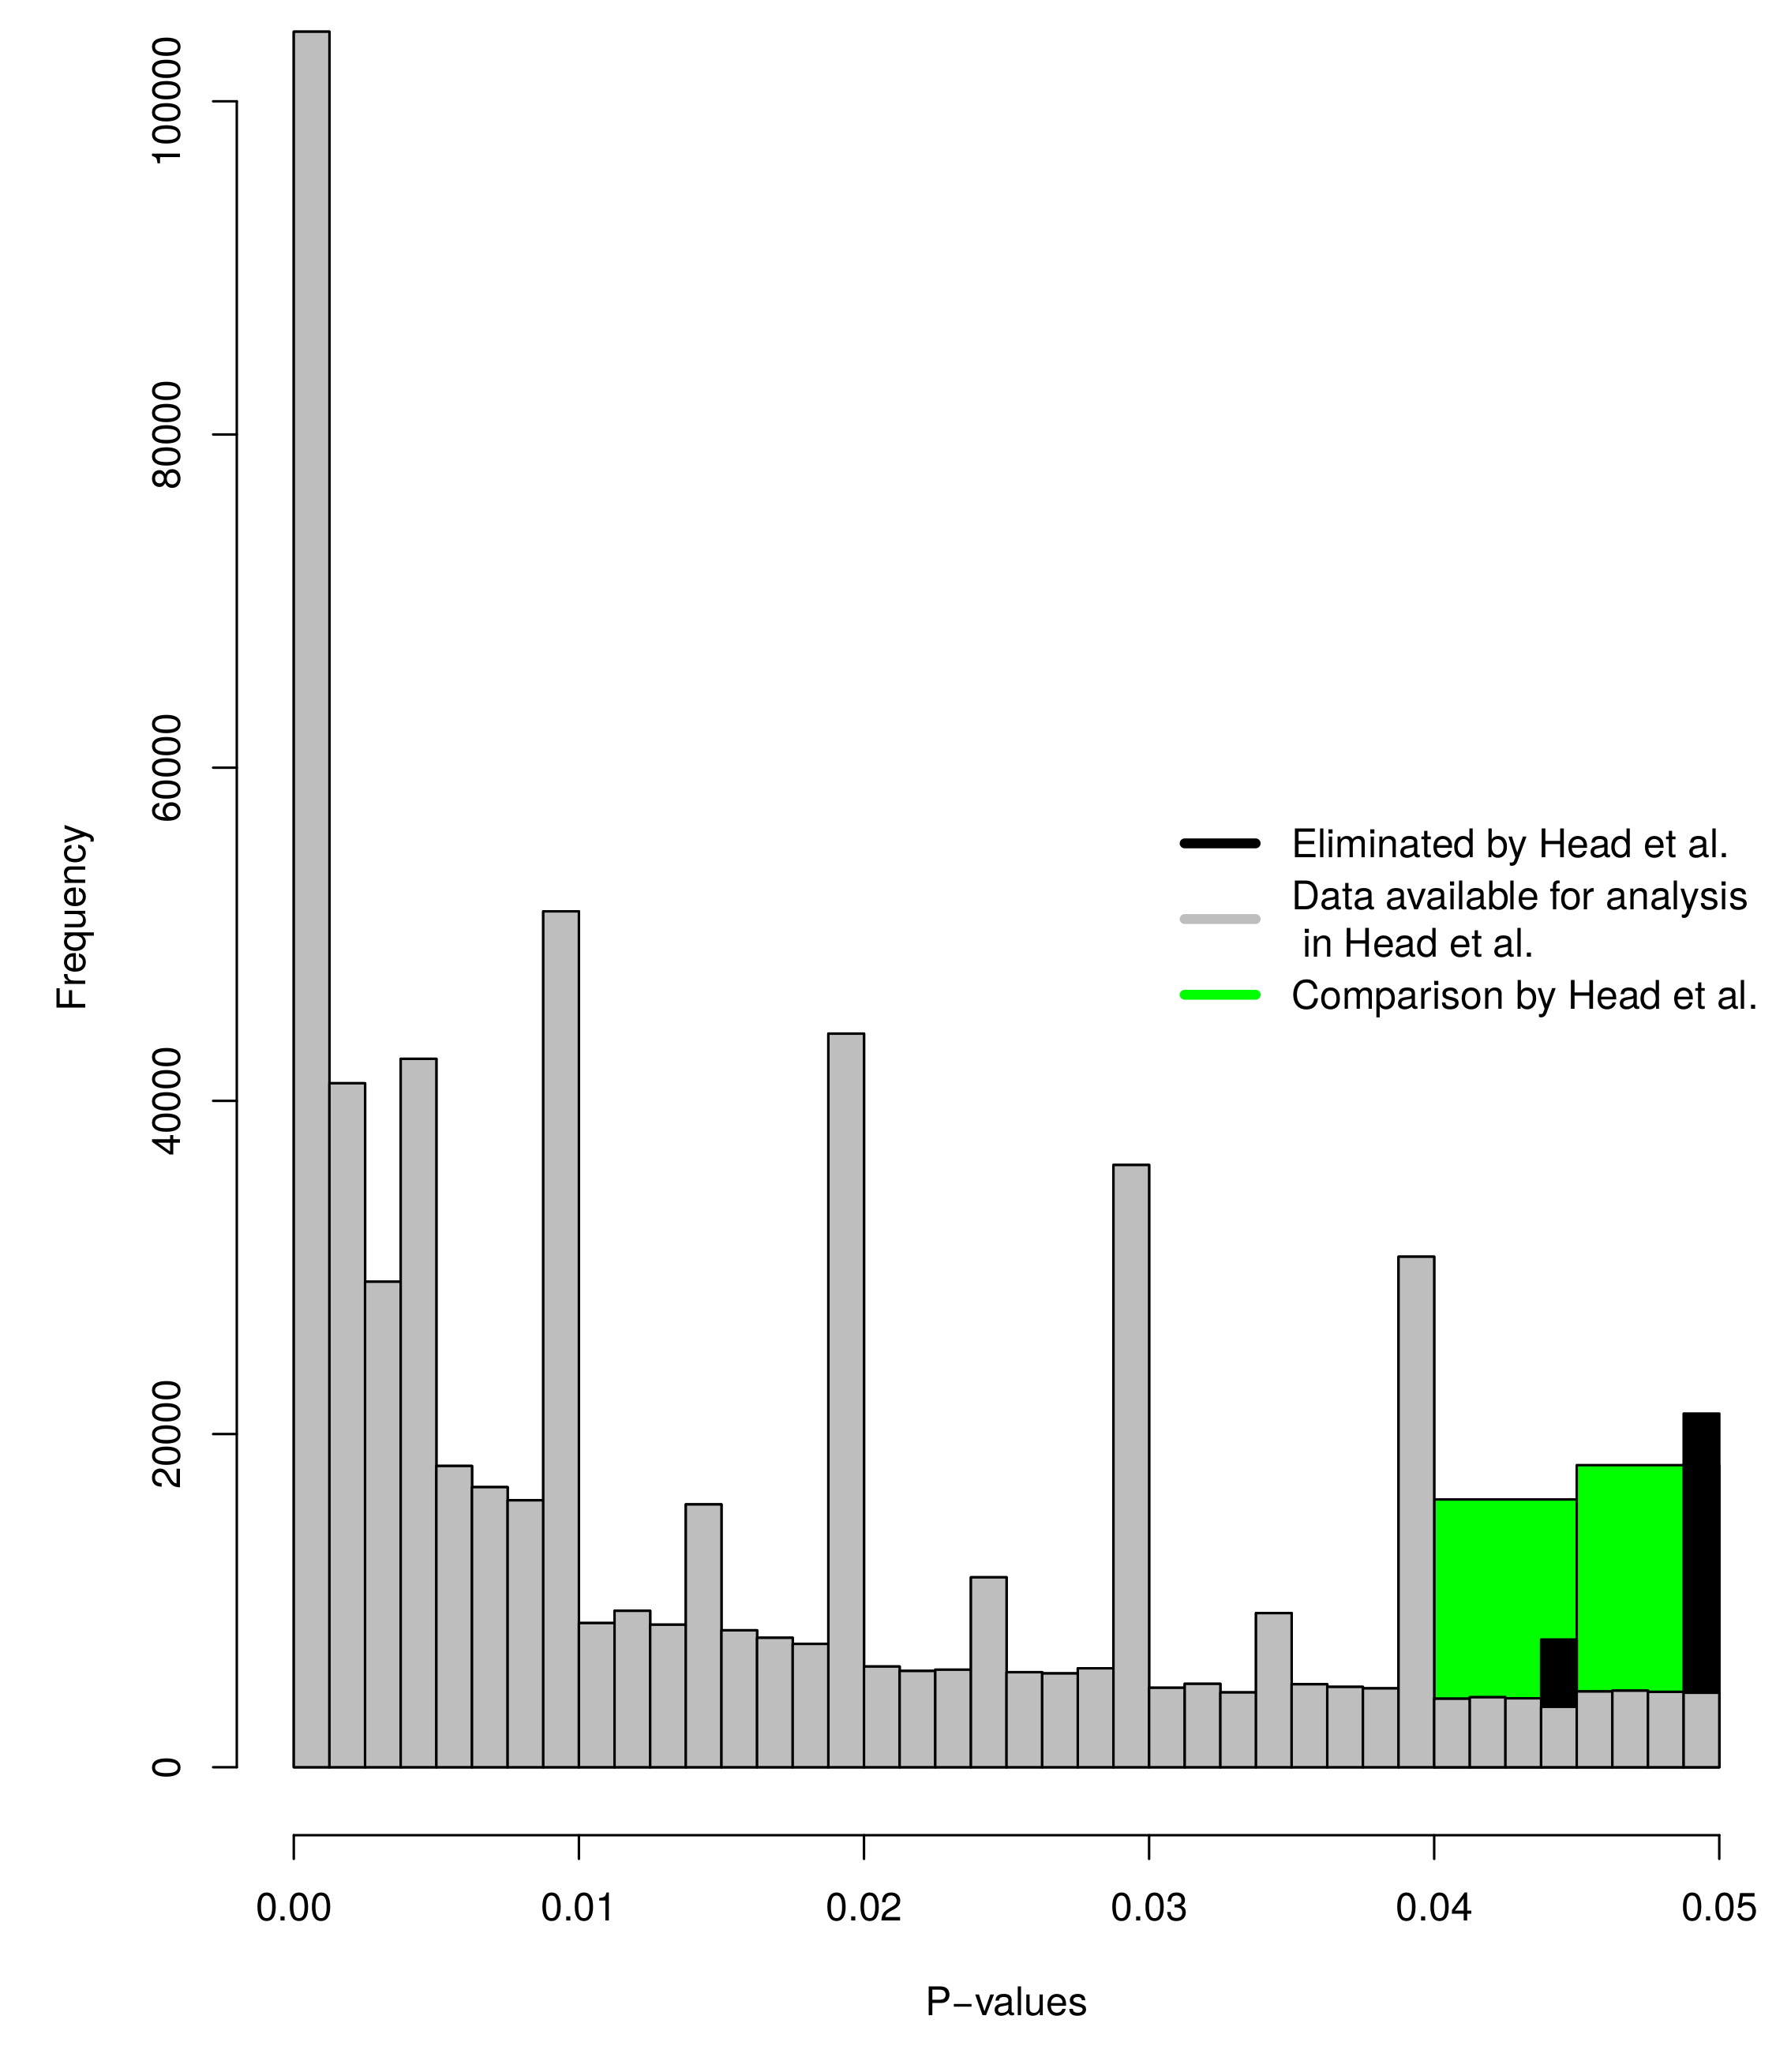 100000
80000
60000
40000
20000
0
Frequency
Eliminated by Head et al.
Data available for analysis
in Head et al.
Comparison by Head et al.
0.00 0.01 0.02 0.03 0.04 0.05
P−values